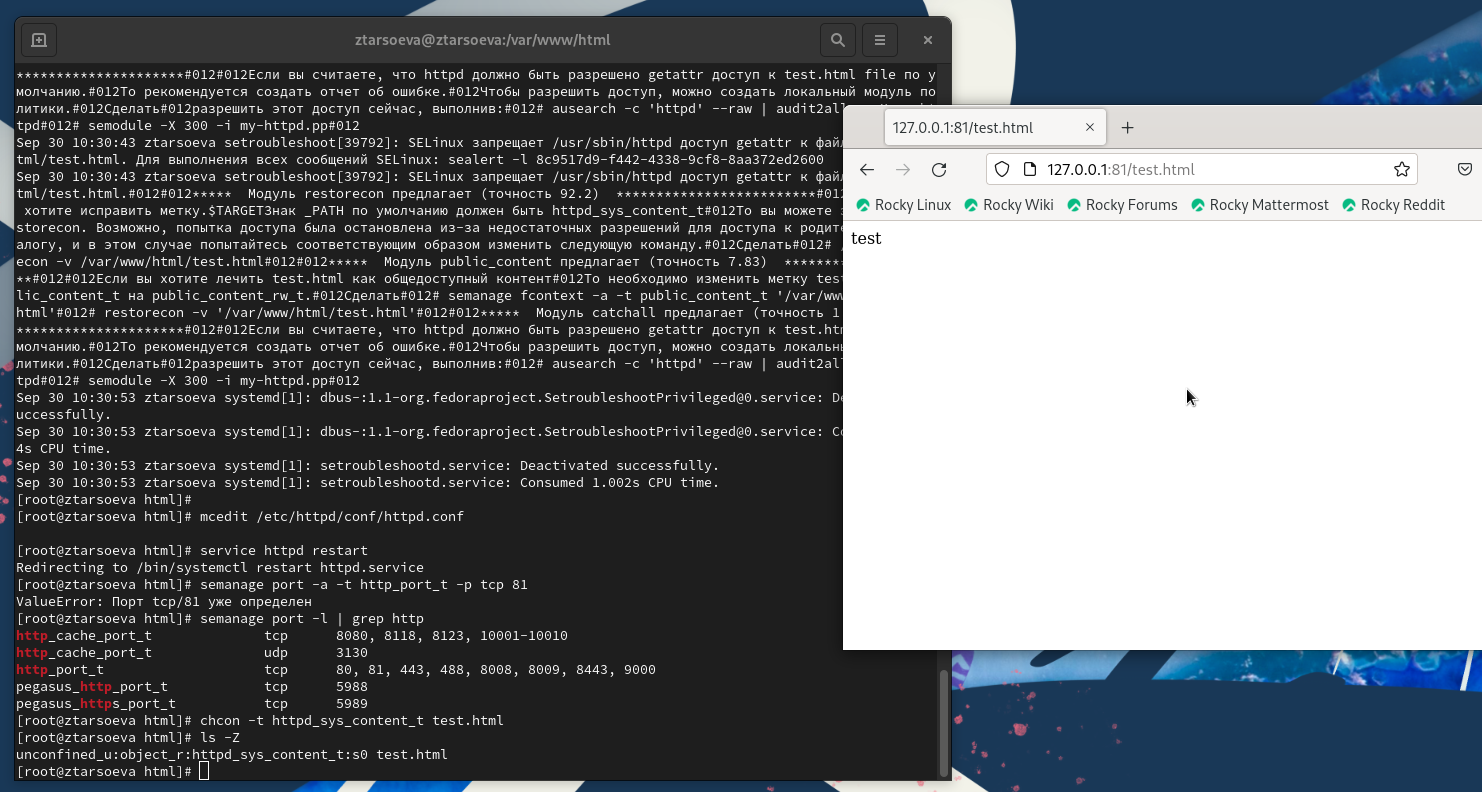 ztarsoeva@ztarsoeva:/var/www/html
*********************#012#012Если вы считаете, что httpd должно быть разрешено getattr доступ к test.html file по у
молчанию.#012То рекомендуется создать отчет об ошибке.#012Чтобы разрешить доступ, можно создать локальный модуль по
литики.#012Сделать#012разрешить этот доступ сейчас, выполнив:#012# ausearch -c 'httpd' --raw | audit2all
tpd#012# semodule -X 300 -i my-httpd.pp#012
Sep 30 10:30:43 ztarsoeva setroubleshoot[39792]: SELinux запрещает /usr/sbin/httpd доступ getattr к файл
tml/test.html. Для выполнения всех сообщений SELinux: sealert -l 8c9517d9-f442-4338-9cf8-8aa372ed2600
Sep 30 10:30:43 ztarsoeva setroubleshoot[39792]: SELinux запрещает /usr/sbin/httpd доступ getattr к файл
tml/test.html.#012#012*****  Модуль restorecon предлагает (точность 92.2)  *************************#012
 хотите исправить метку.$TARGETЗнак _PATH по умолчанию должен быть httpd_sys_content_t#012То вы можете
storecon. Возможно, попытка доступа была остановлена из-за недостаточных разрешений для доступа к родите
алогу, и в этом случае попытайтесь соответствующим образом изменить следующую команду.#012Сделать#012# /
econ -v /var/www/html/test.html#012#012*****  Модуль public_content предлагает (точность 7.83)  ********
**#012#012Если вы хотите лечить test.html как общедоступный контент#012То необходимо изменить метку test
lic_content_t на public_content_rw_t.#012Сделать#012# semanage fcontext -a -t public_content_t '/var/ww
html'#012# restorecon -v '/var/www/html/test.html'#012#012*****  Модуль catchall предлагает (точность 1
*********************#012#012Если вы считаете, что httpd должно быть разрешено getattr доступ к test.htm
молчанию.#012То рекомендуется создать отчет об ошибке.#012Чтобы разрешить доступ, можно создать локальны
литики.#012Сделать#012разрешить этот доступ сейчас, выполнив:#012# ausearch -c 'httpd' --raw | audit2all
tpd#012# semodule -X 300 -i my-httpd.pp#012
Sep 30 10:30:53 ztarsoeva systemd[1]: dbus-:1.1-org.fedoraproject.SetroubleshootPrivileged@0.service: De
uccessfully.
Sep 30 10:30:53 ztarsoeva systemd[1]: dbus-:1.1-org.fedoraproject.SetroubleshootPrivileged@0.service: Co
4s CPU time.
Sep 30 10:30:53 ztarsoeva systemd[1]: setroubleshootd.service: Deactivated successfully.
Sep 30 10:30:53 ztarsoeva systemd[1]: setroubleshootd.service: Consumed 1.002s CPU time.
[root@ztarsoeva html]#
[root@ztarsoeva html]# mcedit /etc/httpd/conf/httpd.conf
[root@ztarsoeva html]# service httpd restart
Redirecting to /bin/systemctl restart httpd.service
[root@ztarsoeva html]# semanage port -a -t http_port_t -p tcp 81
ValueError: Порт tcp/81 уже определен
[root@ztarsoeva html]# semanage port -l | grep http
http_cache_port_t              tcp      8080, 8118, 8123, 10001-10010
http_cache_port_t              udp      3130
http_port_t                    tcp      80, 81, 443, 488, 8008, 8009, 8443, 9000
pegasus_http_port_t            tcp      5988
pegasus_https_port_t           tcp      5989
[root@ztarsoeva html]# chcon -t httpd_sys_content_t test.html
[root@ztarsoeva html]# ls -Z
unconfined_u:object_r:httpd_sys_content_t:s0 test.html
[root@ztarsoeva html]#
127.0.0.1:81/test.html
127.0.0.1:81/test.html
Rocky Linux Rocky Wiki Rocky Forums Rocky Mattermost Rocky Reddit
test